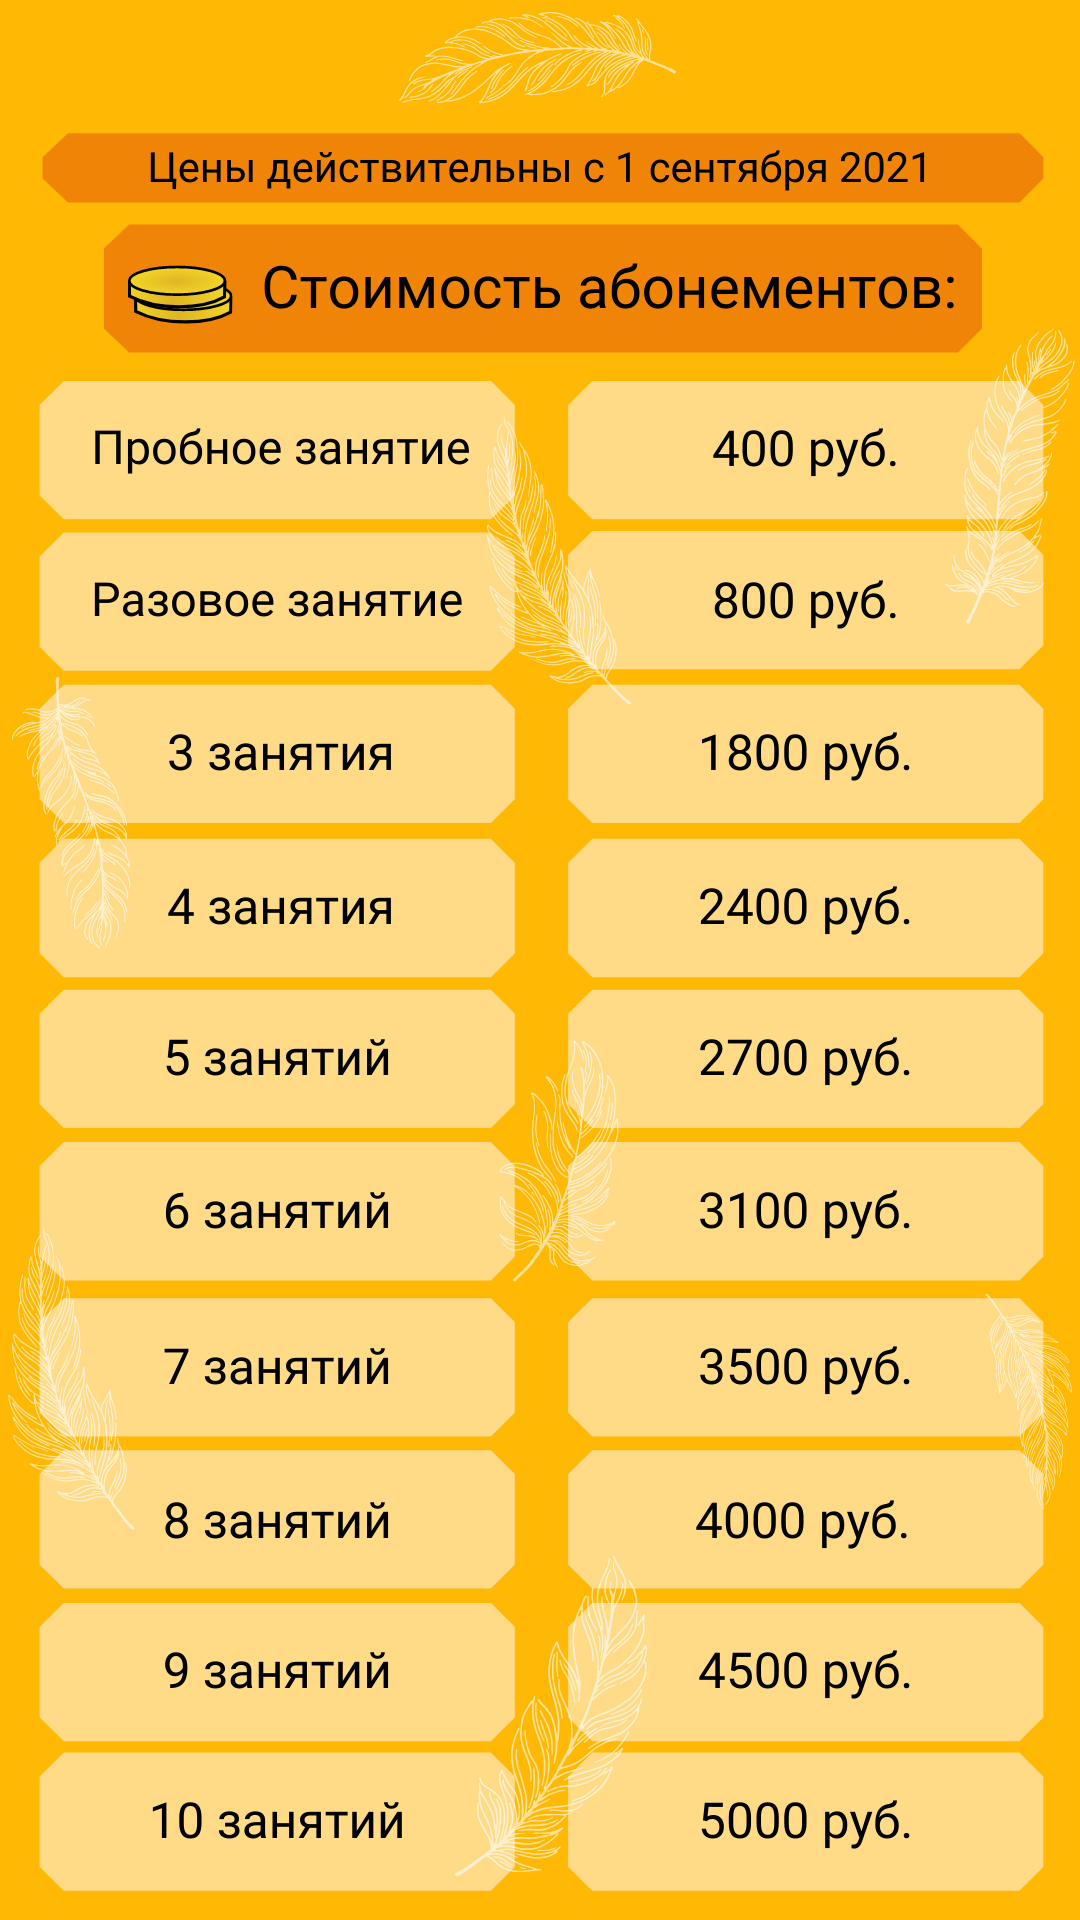 Цены действительны с 1 сентября 2021
Стоимость абонементов:
Пробное занятие
400 руб.
Разовое занятие
800 руб.
3 занятия
1800 руб.
4 занятия
2400 руб.
5 занятий
2700 руб.
6 занятий
3100 руб.
7 занятий
3500 руб.
8 занятий
4000 руб.
9 занятий
4500 руб.
10 занятий
5000 руб.